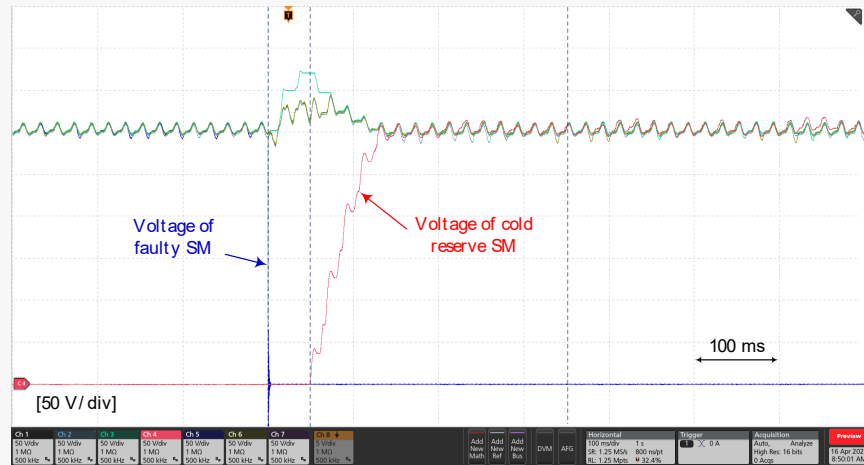 T
Voltage of
faulty SM
Voltage of cold
reserve SM
100 ms
C4
[50 V/div]
Ch 1
50 V/div
1 MΩ
500 kHz
Ch 2
50 V/div
1 MΩ
500 kHz
Ch 3
50 V/div
1 MΩ
500 kHz
Ch 4
50 V/div
1 MΩ
500 kHz
Ch 5
50 V/div
1 MΩ
500 kHz
Ch 6
50 V/div
1 MΩ
500 kHz
Ch 7
50 V/div
1 MΩ
500 kHz
Ch 8
5 V/div
1 MΩ
500 kHz
Add
New
Math
Add
New
Ref
Add
New
Bus
DVM
AFG
Horizontal
100 ms/div 1 s
SR: 1.25 MS/s 800 ns/pt
RL: 1.25 Mpts 32.4%
Trigger
1 0 A
Acquisition
Auto, Analyze
High Res: 16 bits
0 Acqs
Preview
16 Apr 202
8:50:01 AM